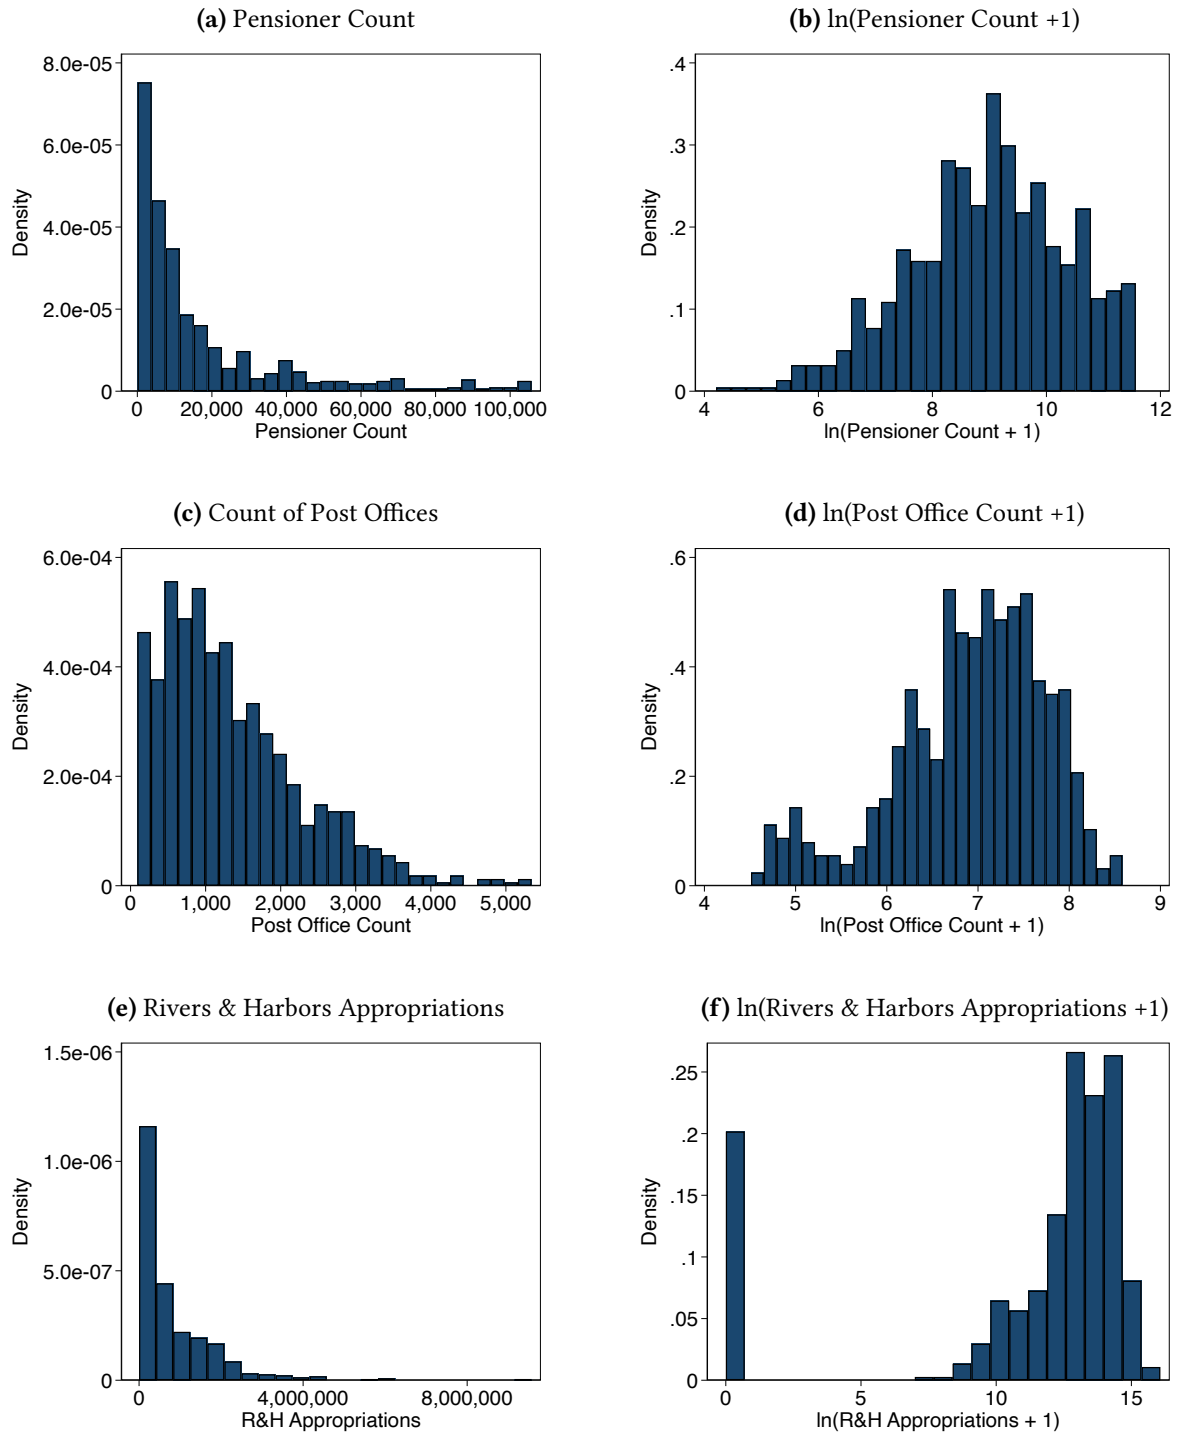 (a) Pensioner Count
8.0e-05
6.0e-05
4.0e-05
2.0e-05
0
Density
0 20,000 40,000 60,000 80,000 100,000
Pensioner Count
(b) ln(Pensioner Count +1)
.4
.3
.2
.1
0
Density
4 6 8 10 12
ln(Pensioner Count + 1)
(c) Count of Post Offices
6.0e-04
4.0e-04
2.0e-04
0
Density
0 1,000 2,000 3,000 4,000 5,000
Post Office Count
(d) ln(Post Office Count +1)
.6
.4
.2
0
Density
4 5 6 7 8 9
ln(Post Office Count + 1)
(e) Rivers & Harbors Appropriations
1.5e-06
1.0e-06
5.0e-07
0
Density
0 4,000,000 8,000,000
R&H Appropriations
(f) ln(Rivers & Harbors Appropriations +1)
.25
.2
.15
.1
.05
0
Density
0 5 10 15
ln(R&H Appropriations + 1)